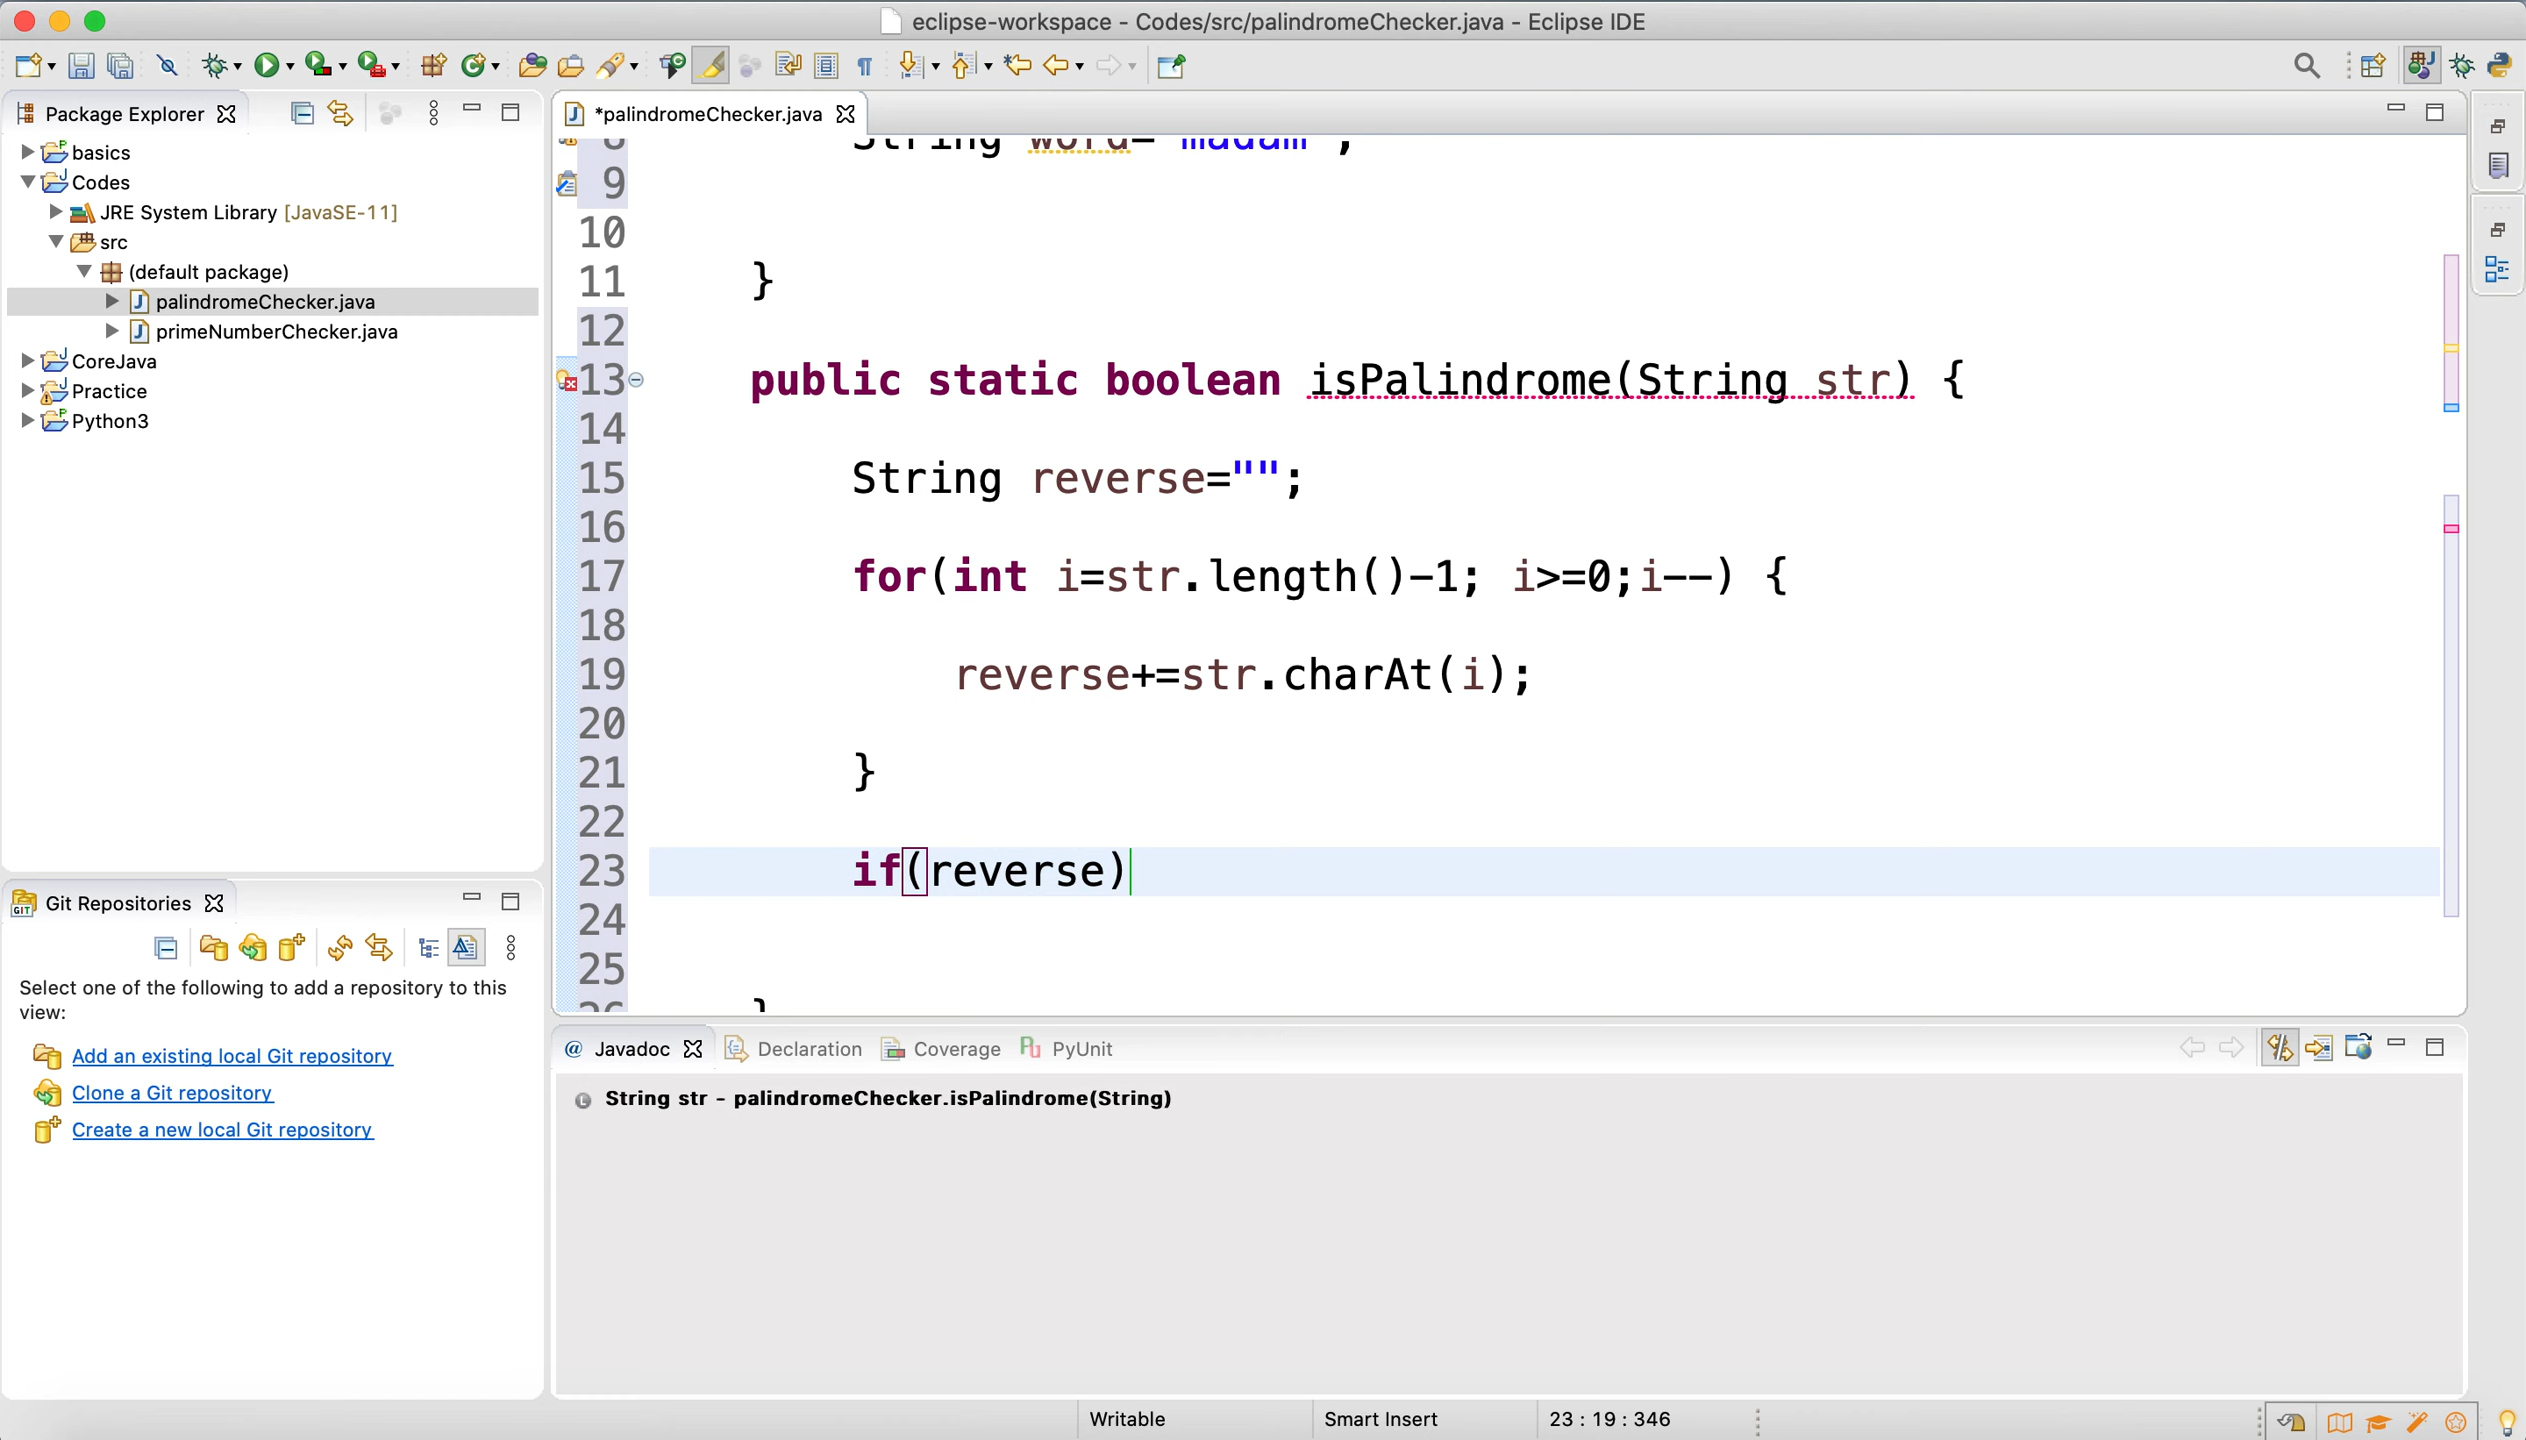 eclipse-workspace - Codes/src/palindromeChecker.java - Eclipse IDE
Package Explorer
basics
Codes
JRE System Library [JavaSE-11]
src
(default package)
palindromeChecker.java
primeNumberChecker.java
CoreJava
Practice
Python3
*palindromeChecker.java
8 String word="madam";
9
10
11 }
12
13 public static boolean isPalindrome(String str) {
14
15 String reverse="";
16
17 for(int i=str.length()-1; i>=0;i--) {
18
19 reverse+=str.charAt(i);
20
21 }
22
23 if(reverse)
24
25
26 }
Git Repositories
Select one of the following to add a repository to this
view:
Add an existing local Git repository
Clone a Git repository
Create a new local Git repository
@ Javadoc Declaration Coverage PyUnit
String str - palindromeChecker.isPalindrome(String)
Writable Smart Insert 23 : 19 : 346